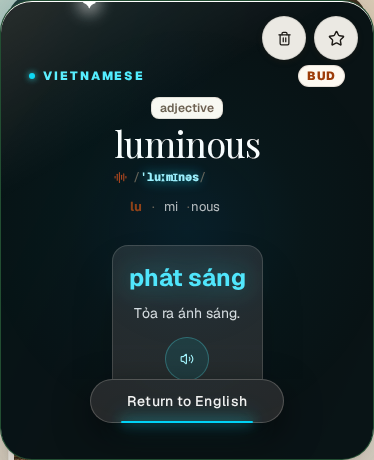 VIETNAMESE
BUD
adjective
luminous
/ˈluːmɪnəs/
lu · mi · nous
phát sáng
Tỏa ra ánh sáng.
Return to English